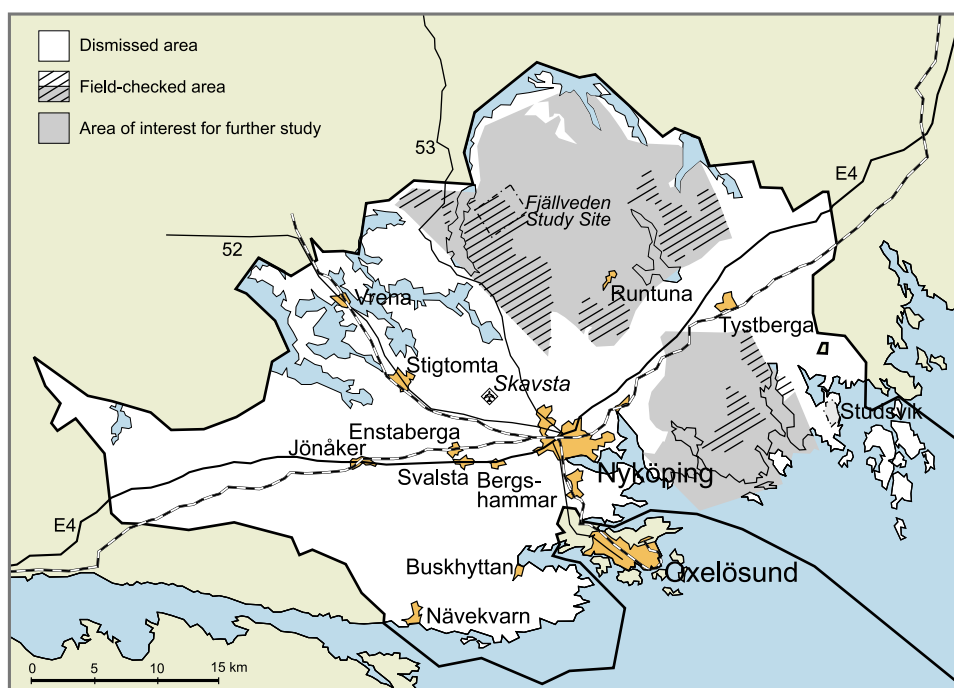 Dismissed area
Field-checked area
Area of interest for further study
53
E4
52
Fjällveden
Study Site
Runtuna
Vrena
Tystberga
Stigtomta
Skavsta
Studsvik
Enstaberga
Jönåker
Svalsta
Bergs-
hammar
Nyköping
E4
Buskhyttan
Oxelösund
Nävekvarn
0 5 10 15 km